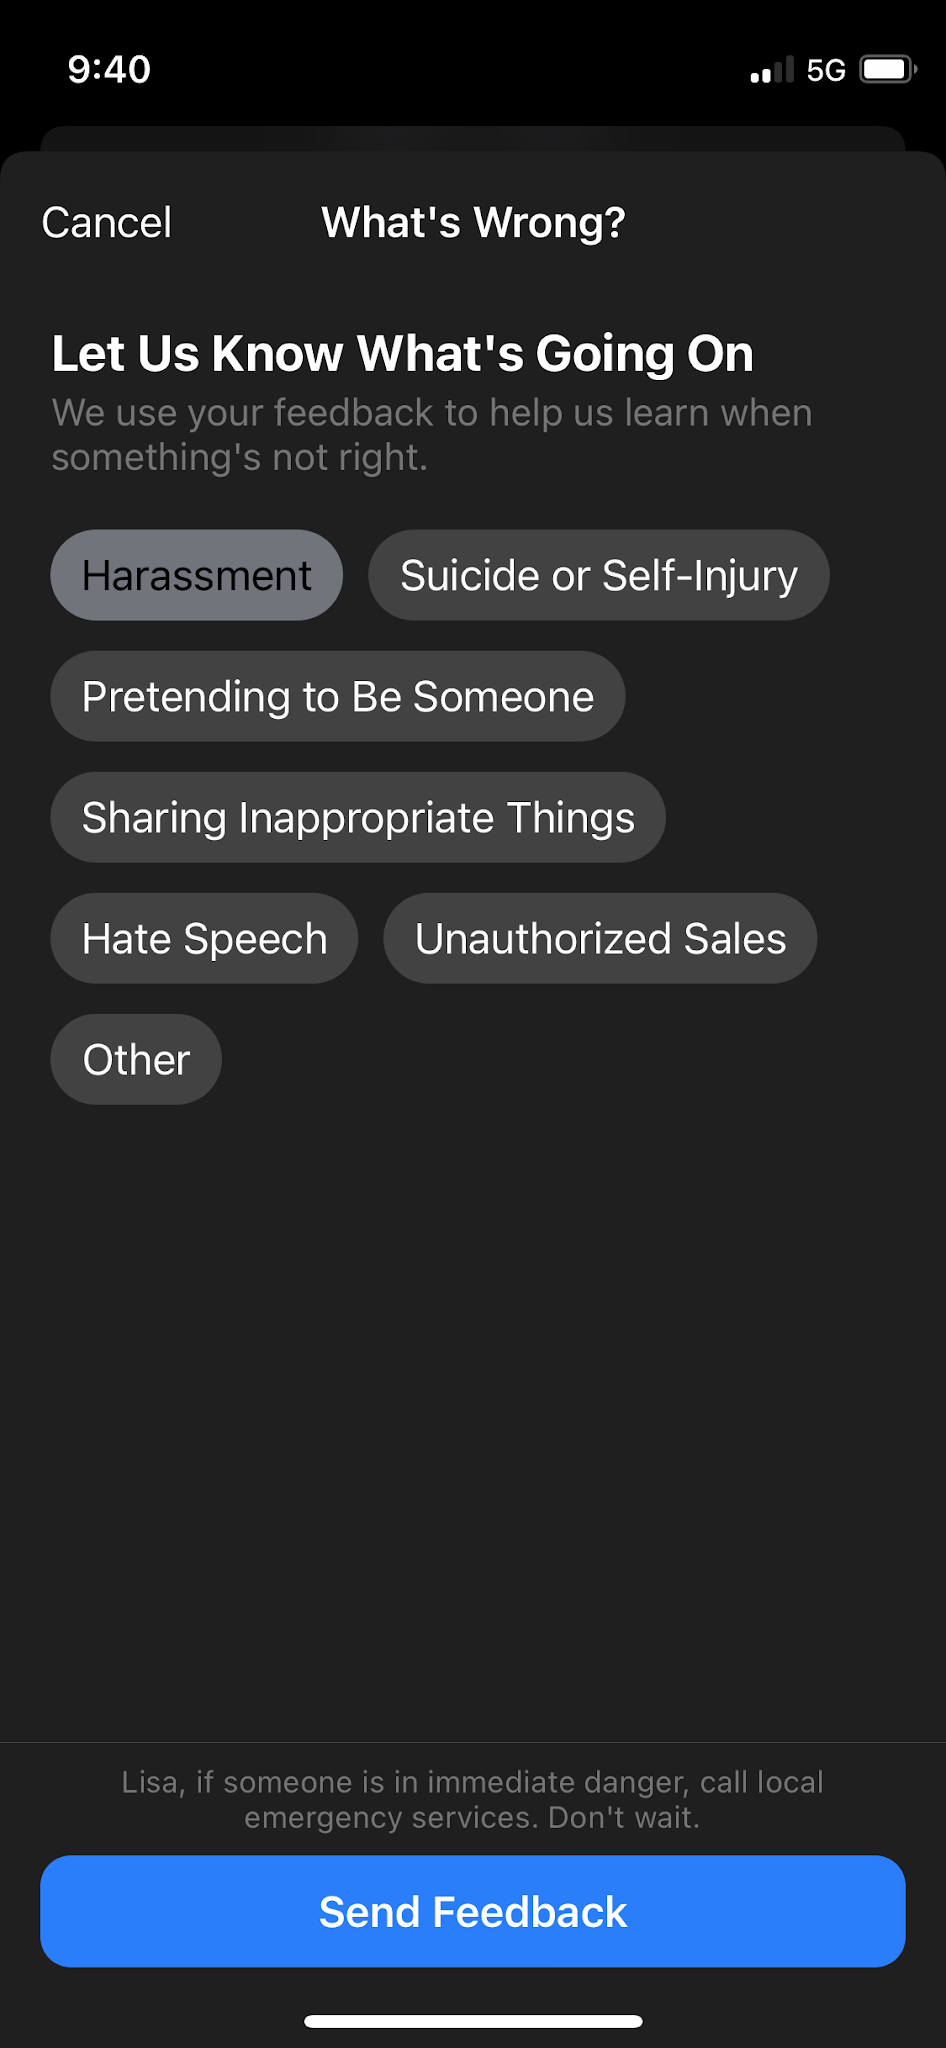 9:40
5G
Cancel
What's Wrong?
Let Us Know What's Going On
We use your feedback to help us learn when
something's not right.
Harassment
Suicide or Self-Injury
Pretending to Be Someone
Sharing Inappropriate Things
Hate Speech
Unauthorized Sales
Other
Lisa, if someone is in immediate danger, call local
emergency services. Don't wait.
Send Feedback